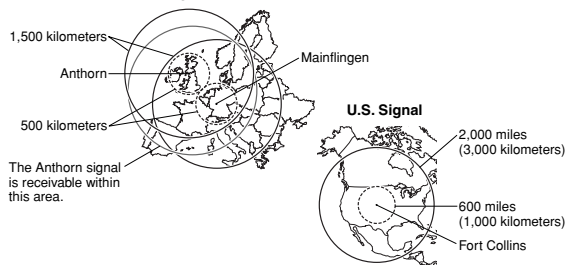 1,500 kilometers
Anthorn
Mainflingen
500 kilometers
The Anthorn signal
is receivable within
this area.
U.S. Signal
2,000 miles
(3,000 kilometers)
600 miles
(1,000 kilometers)
Fort Collins